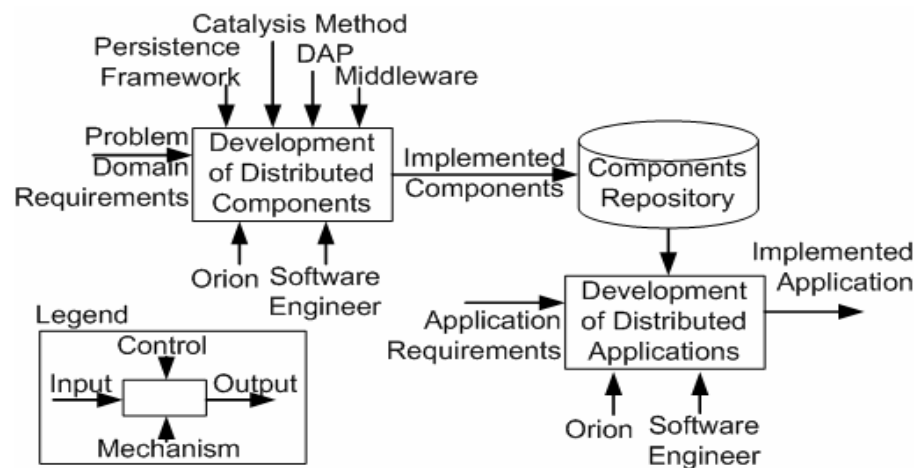 Catalysis Method
Persistence
Framework
DAP
Middleware
Problem
Domain
Requirements
Development
of Distributed
Components
Implemented
Components
Components
Repository
Orion
Software
Engineer
Implemented
Application
Application
Requirements
Development
of Distributed
Applications
Orion
Software
Engineer
Legend
Control
Input
Output
Mechanism